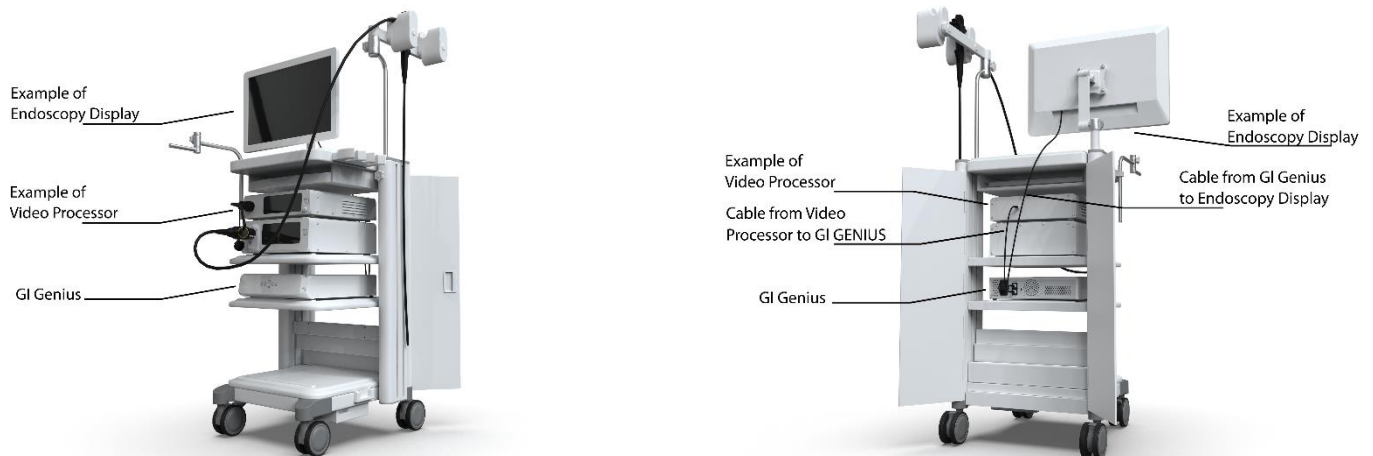 Example of
Endoscopy Display
Example of
Video Processor
GI Genius
Example of
Video Processor
Cable from Video
Processor to GI GENIUS
GI Genius
Example of
Endoscopy Display
Cable from GI Genius
to Endoscopy Display